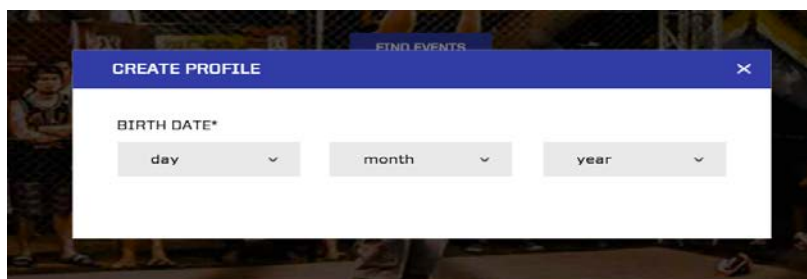 FIND EVENTS
CREATE PROFILE
BIRTH DATE*
day month year